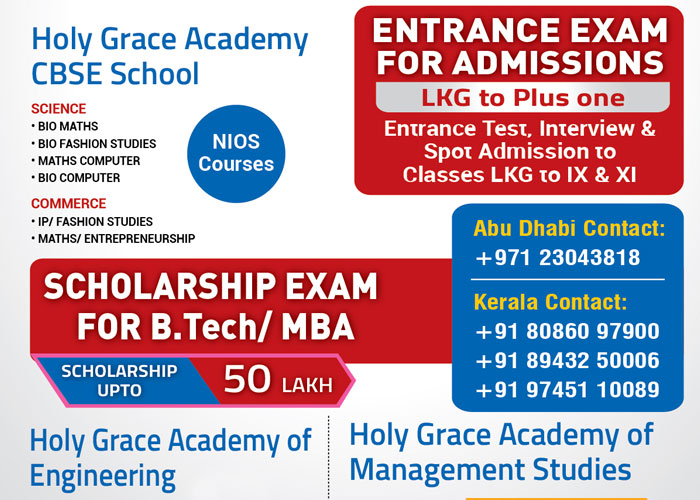 Holy Grace Academy
CBSE School
SCIENCE
• BIO MATHS
• BIO FASHION STUDIES
• MATHS COMPUTER
• BIO COMPUTER
COMMERCE
• IP/ FASHION STUDIES
• MATHS/ ENTREPRENEURSHIP
NIOS
Courses
ENTRANCE EXAM
FOR ADMISSIONS
LKG to Plus one
Entrance Test, Interview &
Spot Admission to
Classes LKG to IX & XI
Abu Dhabi Contact:
+971 23043818
Kerala Contact:
+91 80860 97900
+91 89432 50006
+91 97451 10089
SCHOLARSHIP EXAM
FOR B.Tech/ MBA
SCHOLARSHIP
UPTO
50 LAKH
Holy Grace Academy of
Engineering
Holy Grace Academy of
Management Studies